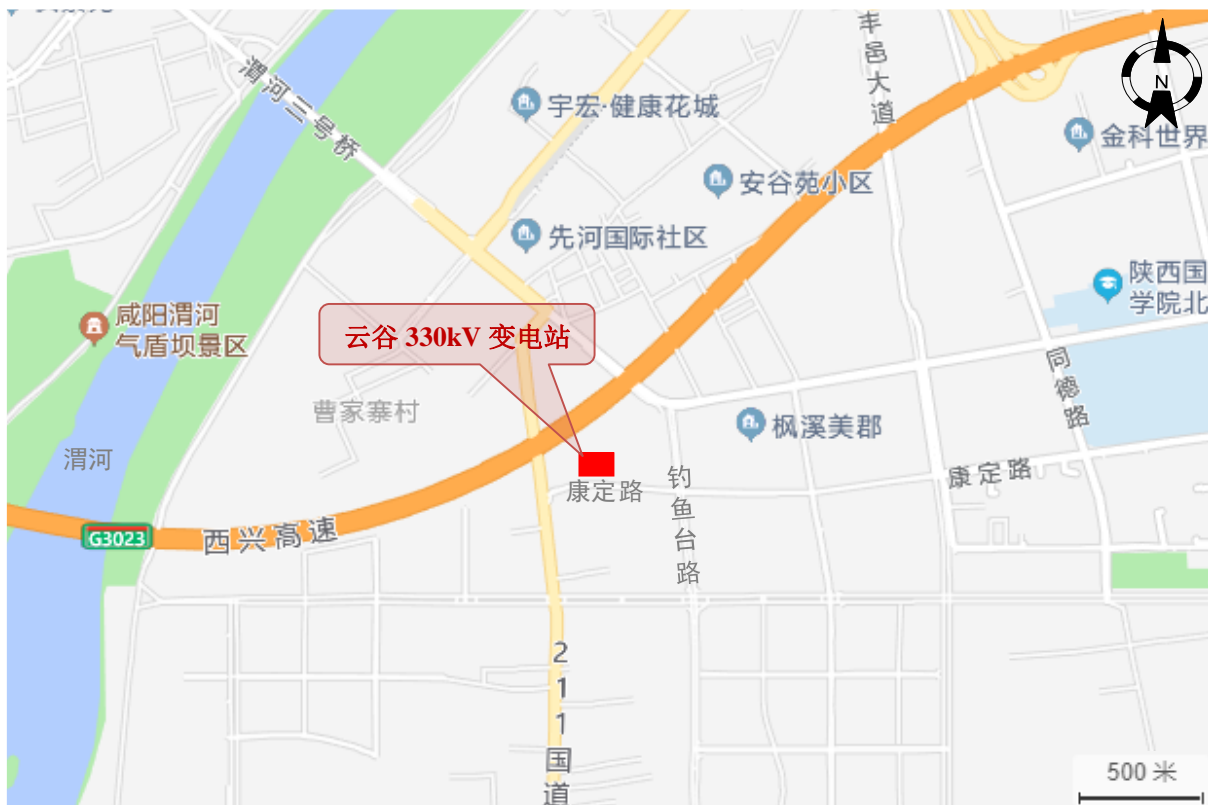 丰邑大道
N
渭河三号桥
宇宏·健康花城
金科世界
安谷苑小区
先河国际社区
陕西国
学院北
咸阳渭河
气盾坝景区
云谷 330kV 变电站
同德路
曹家寨村
枫溪美郡
渭河
康定路
钓鱼台路
康定路
G3023
西兴高速
211国道
500 米